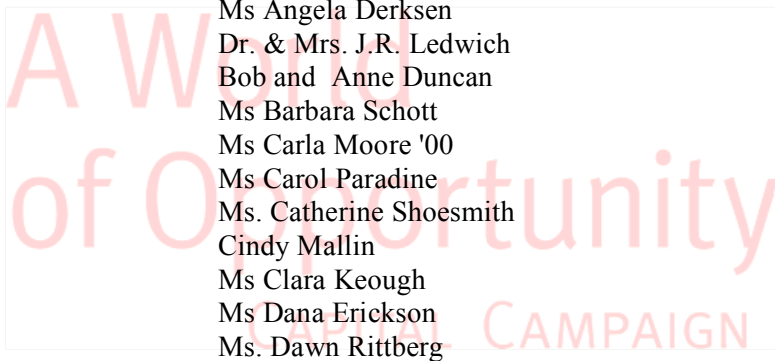 Ms Angela Derksen
Dr. & Mrs. J.R. Ledwich
Bob and  Anne Duncan
Ms Barbara Schott
Ms Carla Moore '00
Ms Carol Paradine
Ms. Catherine Shoesmith
Cindy Mallin
Ms Clara Keough
Ms Dana Erickson
Ms. Dawn Rittberg
A World
of Opportunity
CAPITAL CAMPAIGN